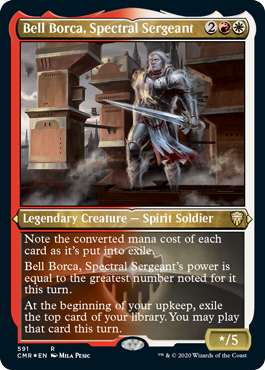 Bell Borca, Spectral Sergeant 2
Legendary Creature — Spirit Soldier
Note the converted mana cost of each
card as it's put into exile.
Bell Borca, Spectral Sergeant's power is
equal to the greatest number noted for it
this turn.
At the beginning of your upkeep, exile
the top card of your library. You may play
that card this turn.
*/5
591 R
CMR EN MILA PESIC
™ & © 2020 Wizards of the Coast